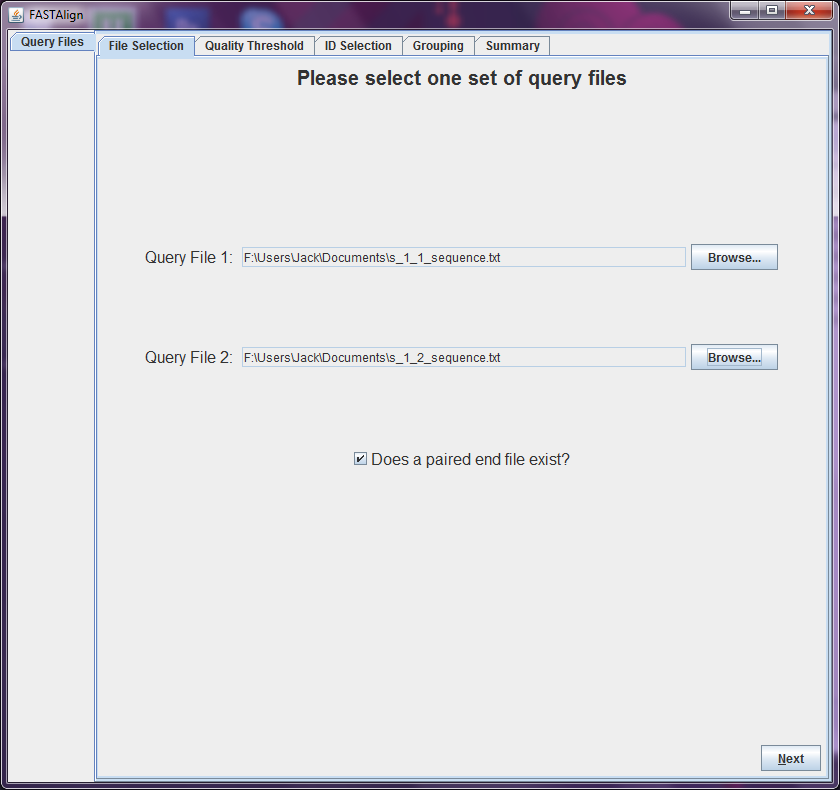 FASTAlign
Query Files
File Selection Quality Threshold ID Selection Grouping Summary
Please select one set of query files
Query File 1: F:\Users\Jack\Documents\s_1_1_sequence.txt Browse...
Query File 2: F:\Users\Jack\Documents\s_1_2_sequence.txt Browse...
Does a paired end file exist?
Next